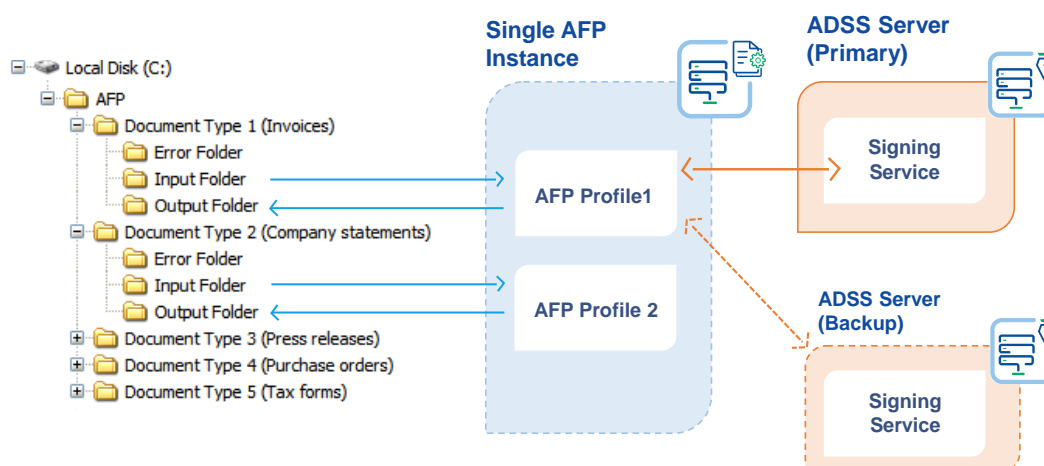 Local Disk (C:)
AFP
Document Type 1 (Invoices)
Error Folder
Input Folder
Output Folder
Document Type 2 (Company statements)
Error Folder
Input Folder
Output Folder
Document Type 3 (Press releases)
Document Type 4 (Purchase orders)
Document Type 5 (Tax forms)
Single AFP
Instance
AFP Profile1
AFP Profile 2
ADSS Server
(Primary)
Signing
Service
ADSS Server
(Backup)
Signing
Service